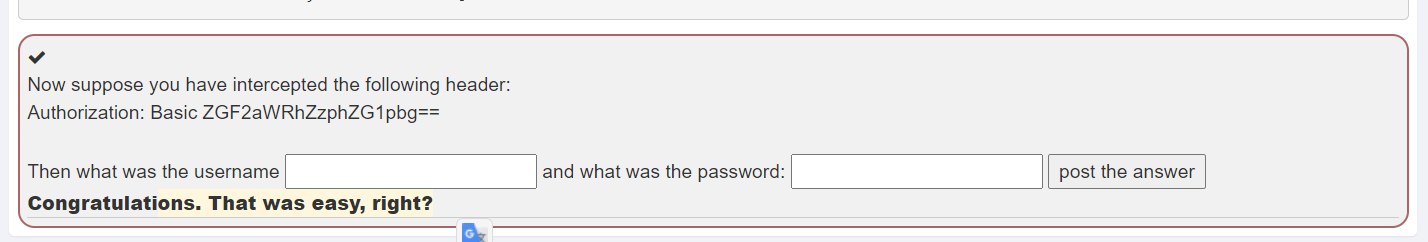 Now suppose you have intercepted the following header:
Authorization: Basic ZGF2aWRhZzphZG1pbg==
Then what was the username and what was the password: post the answer
Congratulations. That was easy, right?